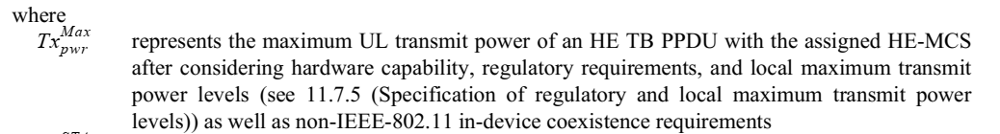 where
Tx_{pwr}^{Max} represents the maximum UL transmit power of an HE TB PPDU with the assigned HE-MCS
after considering hardware capability, regulatory requirements, and local maximum transmit
power levels (see 11.7.5 (Specification of regulatory and local maximum transmit power
levels)) as well as non-IEEE-802.11 in-device coexistence requirements